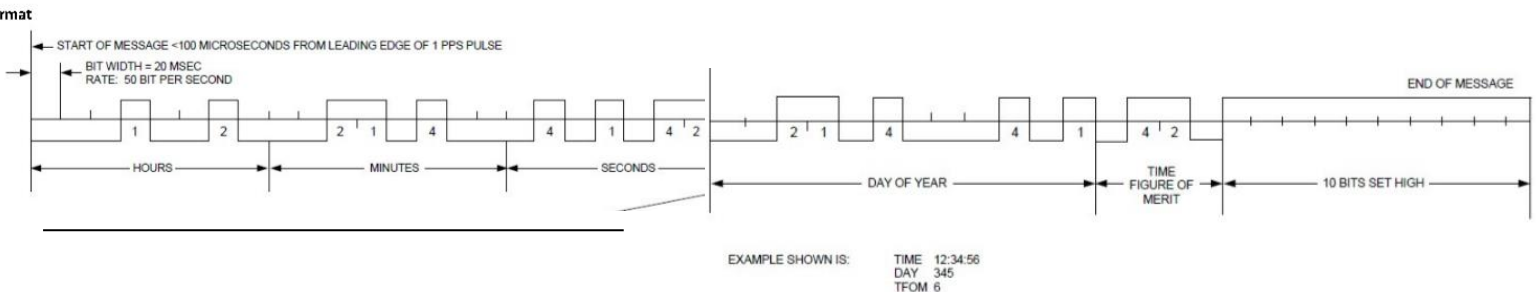 rmat
START OF MESSAGE <100 MICROSECONDS FROM LEADING EDGE OF 1 PPS PULSE
BIT WIDTH = 20 MSEC
RATE: 50 BIT PER SECOND
END OF MESSAGE
1 2 2 1 4 4 1 4 2
2 1 4 4 1 4 2
HOURS MINUTES SECONDS
DAY OF YEAR
TIME
FIGURE OF
MERIT
10 BITS SET HIGH
EXAMPLE SHOWN IS: TIME 12:34:56
DAY 345
TFOM 6